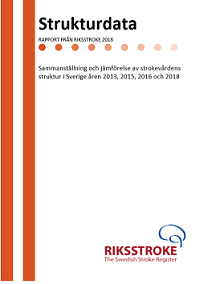 Strukturdata
RAPPORT FRÅN RIKSSTROKE 2018
Sammanställning och jämförelse av strokevårdens
struktur i Sverige åren 2013, 2015, 2016 och 2018
RIKSSTROKE
The Swedish Stroke Register